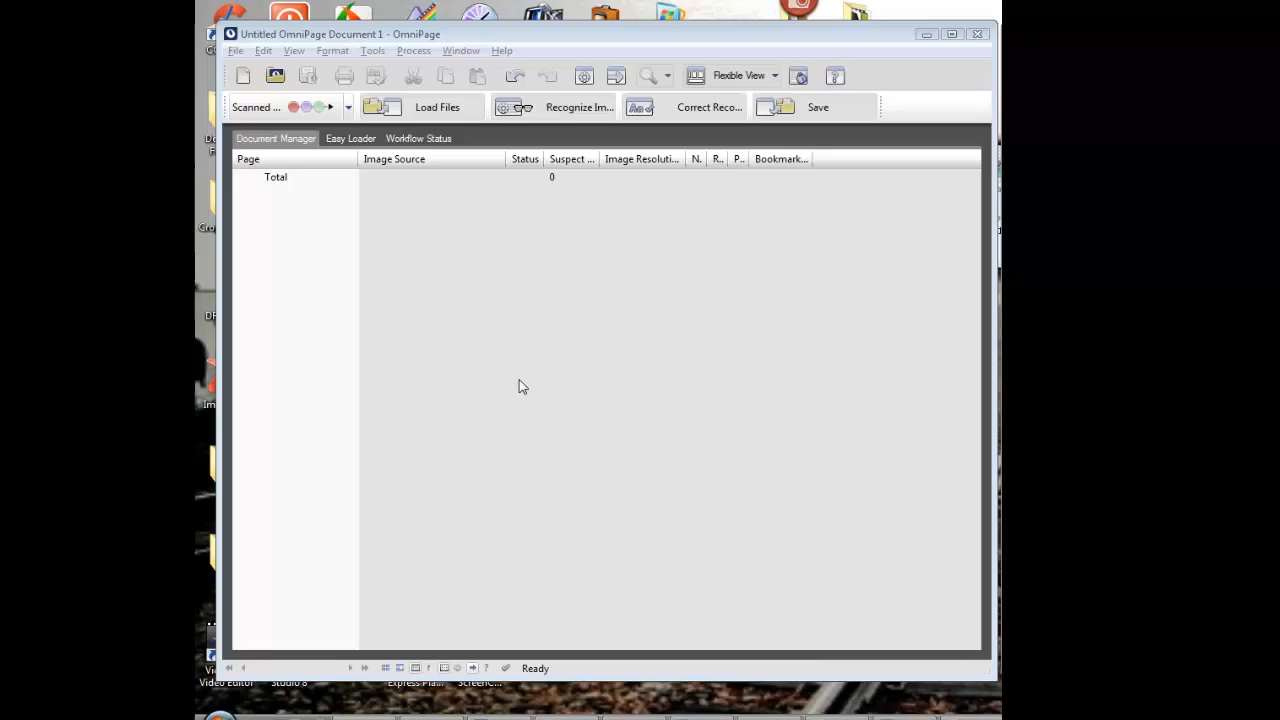 Untitled OmniPage Document 1 - OmniPage
File Edit View Format Tools Process Window Help
Flexible View
Scanned ... Load Files Recognize Im... Correct Reco... Save
Document Manager Easy Loader Workflow Status
Page Image Source Status Suspect ... Image Resoluti... N. R.. P.. Bookmark...
Total 0
Ready
Video Editor Studio 8 Express Pla... ScreenC...